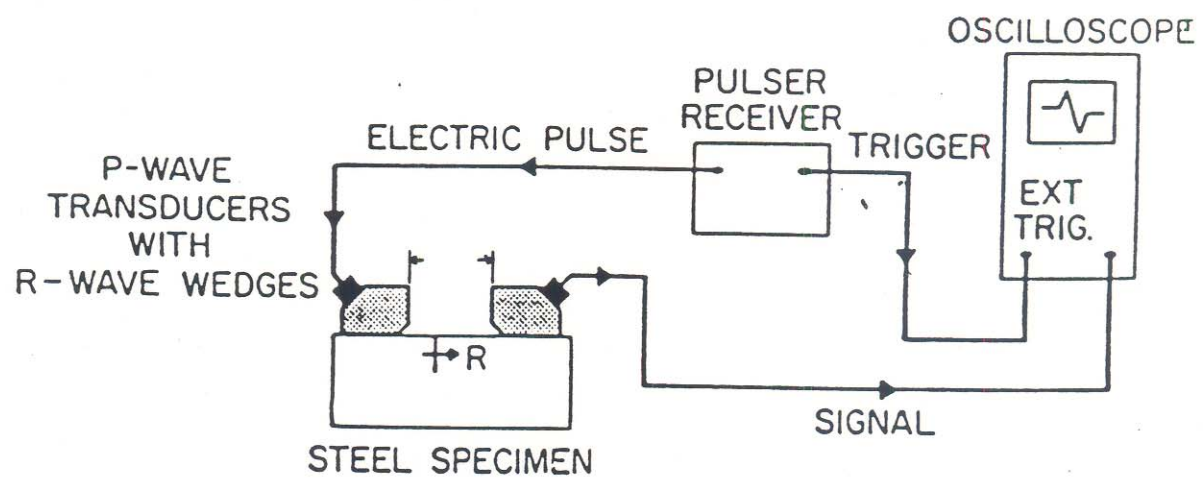 OSCILLOSCOPE
PULSER
RECEIVER
ELECTRIC PULSE
TRIGGER
P-WAVE
TRANSDUCERS
WITH
R-WAVE WEDGES
EXT
TRIG.
R
SIGNAL
STEEL SPECIMEN